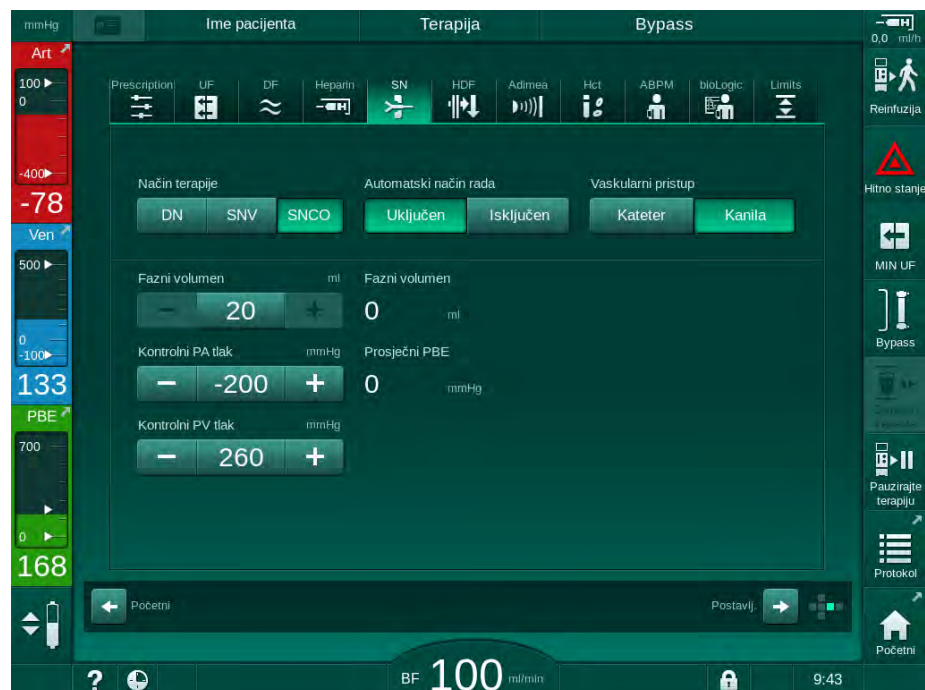 mmHg
Ime pacijenta
Terapija
Bypass
0,0 ml/h
Art
100
0
-400
-78
Ven
500
0
-100
133
PBE
700
0
168
Prescription
UF
DF
Heparin
SN
HDF
Adimea
Hct
ABPM
bioLogic
Limits
Način terapije
Automatski način rada
Vaskularni pristup
DN
SNV
SNCO
Uključen
Isključen
Kateter
Kanila
Fazni volumen
ml
Fazni volumen
20
0
ml
Kontrolni PA tlak
mmHg
Prosječni PBE
-200
0
mmHg
Kontrolni PV tlak
mmHg
260
Početni
Postavlj.
Reinfuzija
Hitno stanje
MIN UF
Bypass
Pauzirajte
terapiju
Protokol
Početni
?
BF 100 ml/min
9:43